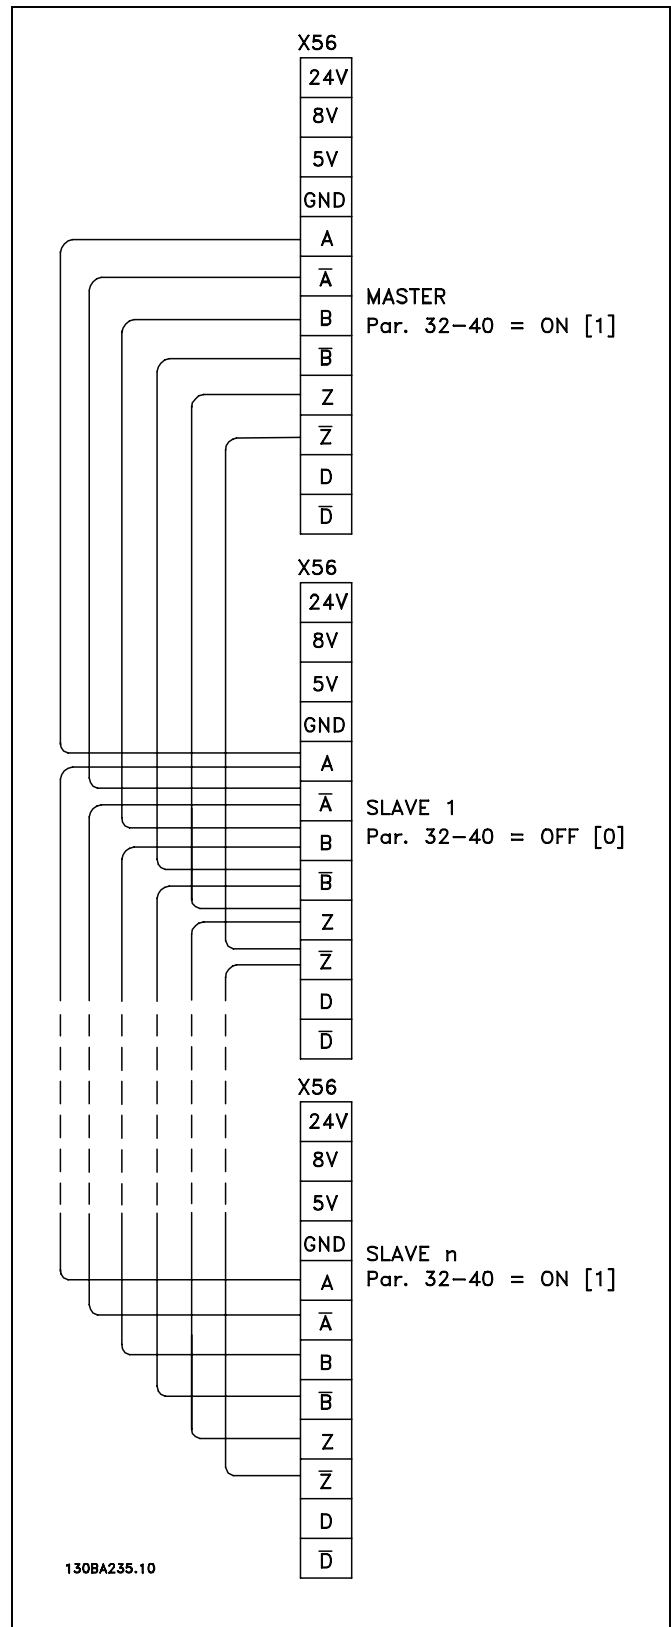 X56
24V
8V
5V
GND
A
A̅
B
B̅
Z
Z̅
D
D̅
MASTER
Par. 32-40 = ON [1]
X56
24V
8V
5V
GND
A
A̅
B
B̅
Z
Z̅
D
D̅
SLAVE 1
Par. 32-40 = OFF [0]
X56
24V
8V
5V
GND
A
A̅
B
B̅
Z
Z̅
D
D̅
SLAVE n
Par. 32-40 = ON [1]
130BA235.10